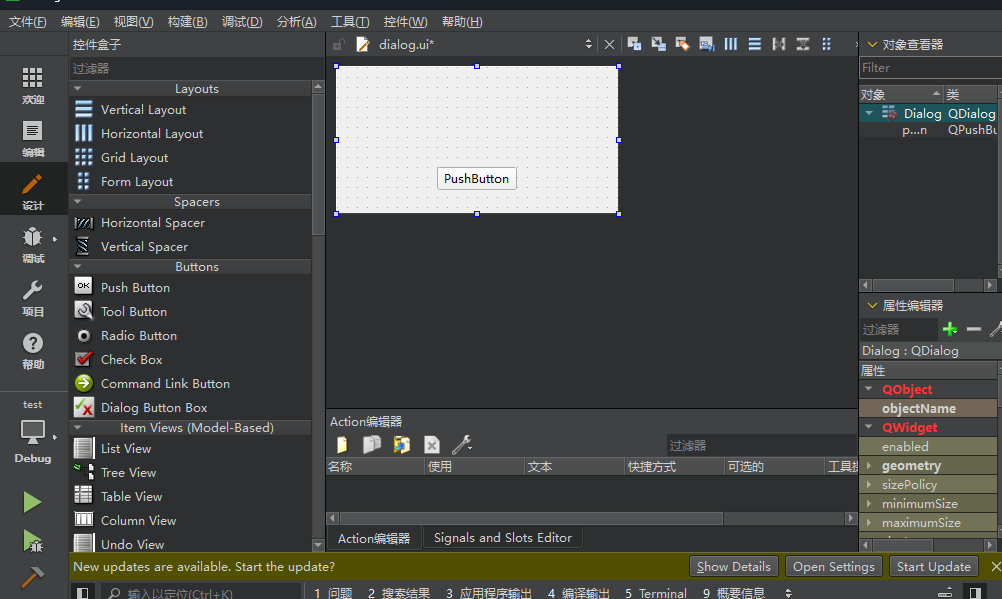 文件(F) 编辑(E) 视图(V) 构建(B) 调试(D) 分析(A) 工具(T) 控件(W) 帮助(H)
欢迎
编辑
设计
调试
项目
帮助
test
Debug
控件盒子
过滤器
Layouts
Vertical Layout
Horizontal Layout
Grid Layout
Form Layout
Spacers
Horizontal Spacer
Vertical Spacer
Buttons
OK Push Button
Tool Button
Radio Button
Check Box
Command Link Button
Dialog Button Box
Item Views (Model-Based)
List View
Tree View
Table View
Column View
Undo View
dialog.ui*
PushButton
Action编辑器
过滤器
名称 使用 文本 快捷方式 可选的 工具提
Action编辑器 Signals and Slots Editor
对象查看器
Filter
对象 类
Dialog QDialog
p...n QPushBu
属性编辑器
过滤器
Dialog : QDialog
属性
QObject
objectName
QWidget
enabled
geometry
sizePolicy
minimumSize
maximumSize
New updates are available. Start the update? Show Details Open Settings Start Update
输入以定位(Ctrl+K) 1 问题 2 搜索结果 3 应用程序输出 4 编译输出 5 Terminal 9 概要信息